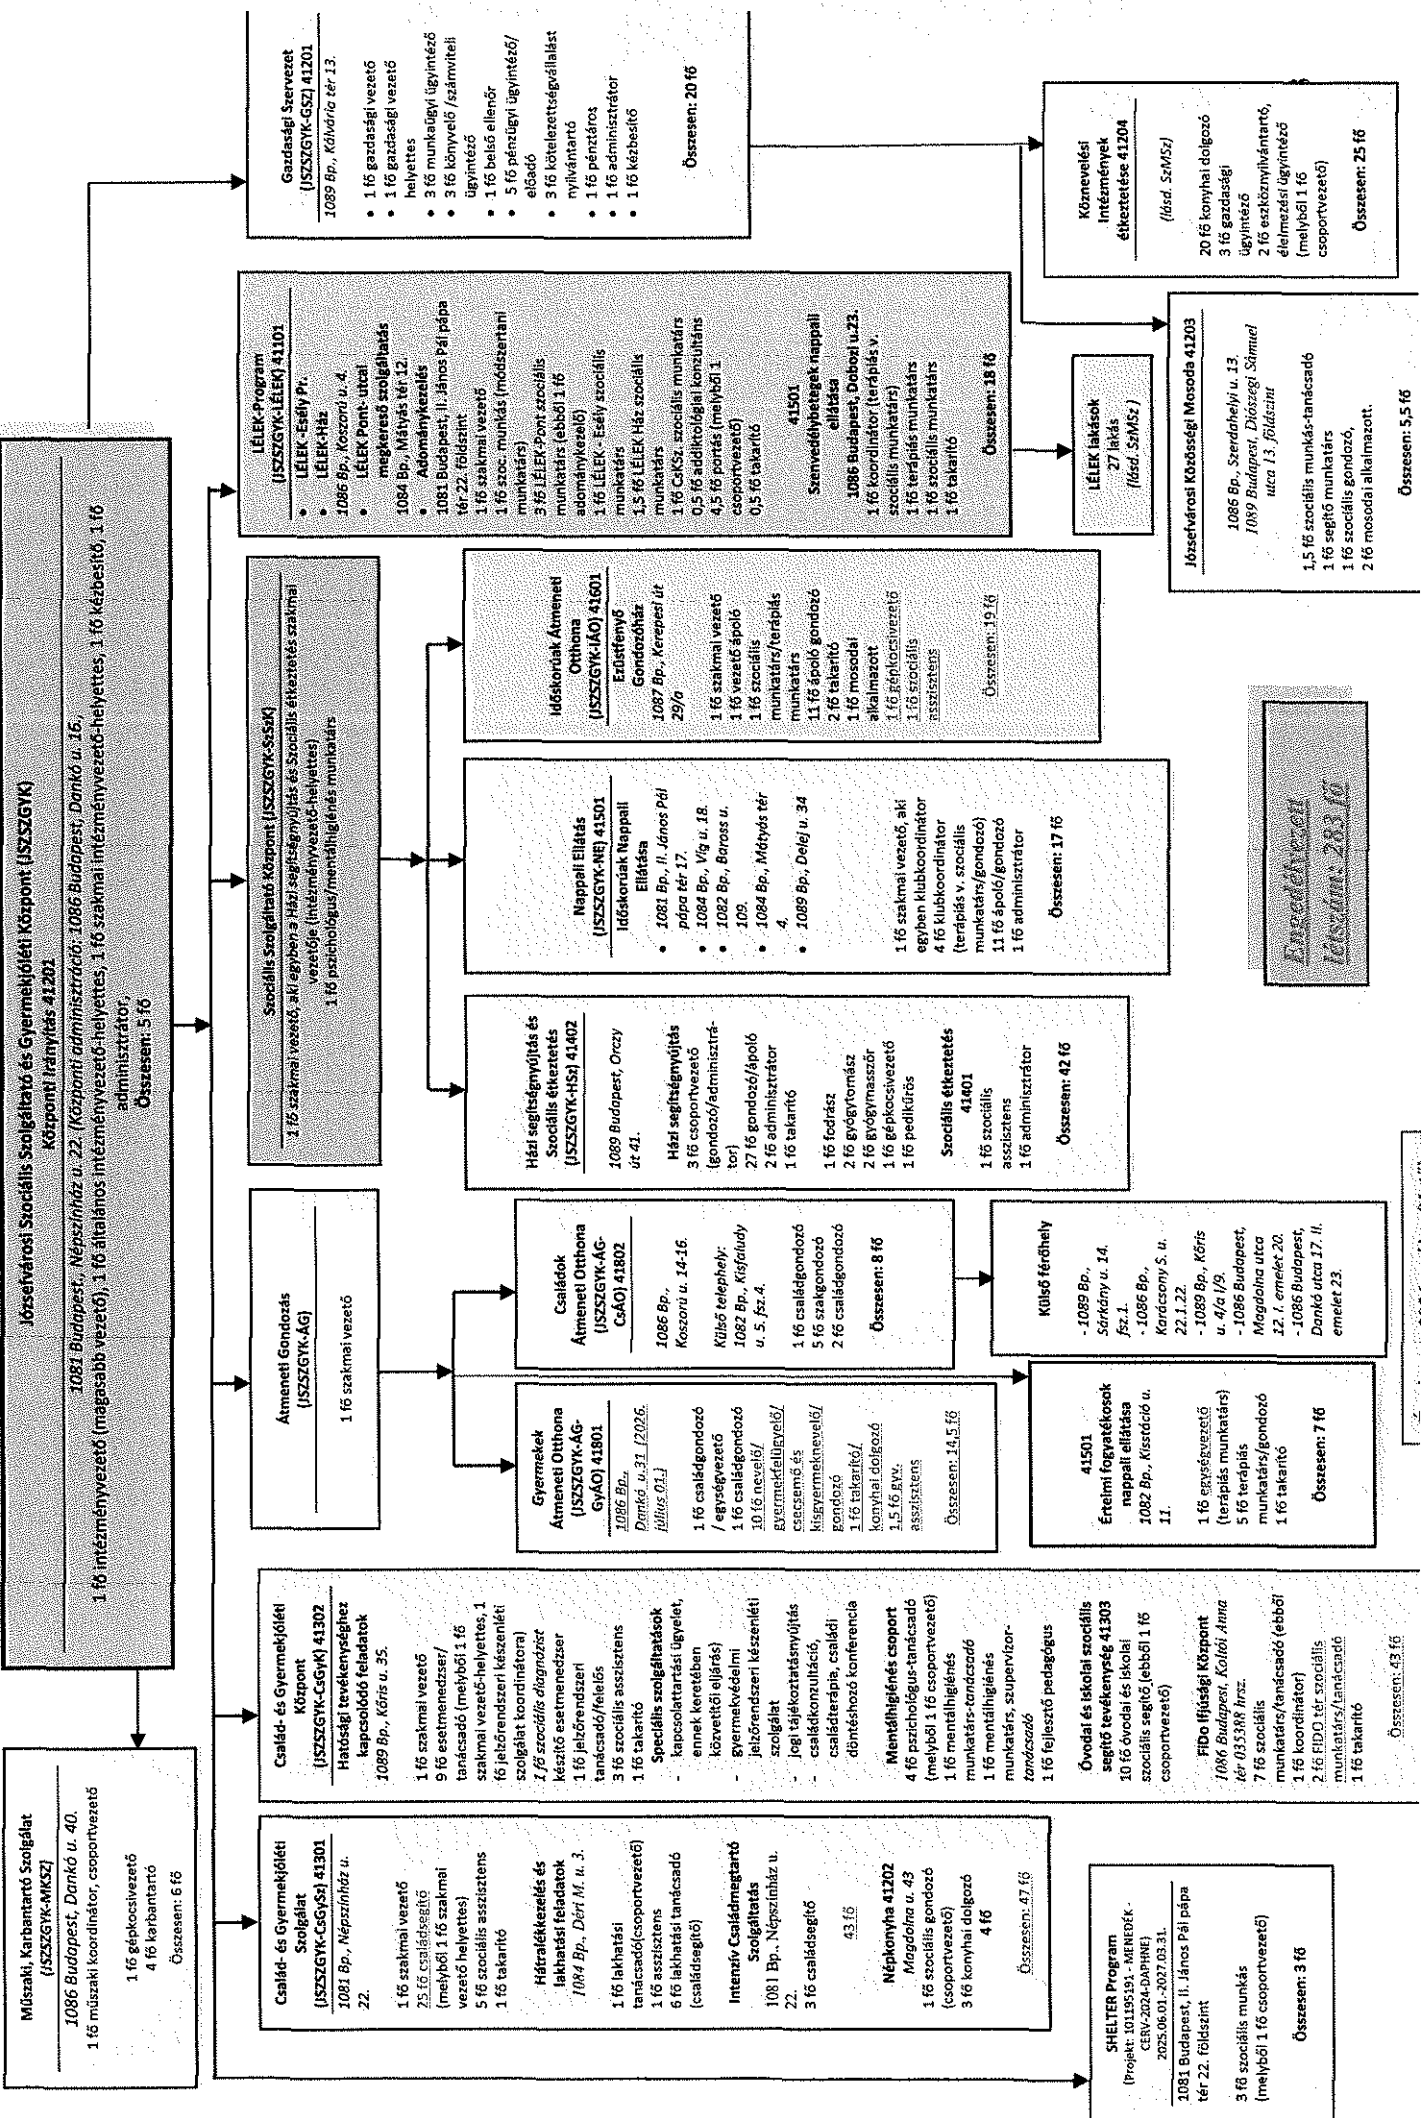 Józsefvárosi Szociális Szolgáltató és Gyermekjóléti Központ (JSZSZGYK)
Központi Irányítás 41201
1081 Budapest., Népszínház u. 22. (Központi adminisztráció: 1086 Budapest, Dankó u. 16.,
1 fő intézményvezető (magasabb vezető), 1 fő általános intézményvezető-helyettes, 1 fő szakmai intézményvezető-helyettes, 1 fő kézbesítő, 1 fő
adminisztrátor,
Összesen: 5 fő
Műszaki, Karbantartó Szolgálat
(JSZSZGYK-MKSZ)
1086 Budapest, Dankó u. 40.
1 fő műszaki koordinátor, csoportvezető
1 fő gépkocsivezető
4 fő karbantartó
Összesen: 6 fő
Család- és Gyermekjóléti
Szolgálat
(JSZSZGYK-CsGySz) 41301
1081 Bp., Népszínház u.
22.
1 fő szakmai vezető
25 fő családsegítő
(melyből 1 fő szakmai
vezető helyettes)
5 fő szociális asszisztens
1 fő takarító
Hátralékkezelés és
lakhatási feladatok
1084 Bp., Déri M. u. 3.
1 fő lakhatási
tanácsadó(csoportvezető)
1 fő asszisztens
6 fő lakhatási tanácsadó
(családsegítő)
Intenzív Családmegtartó
Szolgáltatás
1081 Bp., Népszínház u.
22.
3 fő családsegítő
43 fő
Népkonyha 41202
Magdolna u. 43
1 fő szociális gondozó
(csoportvezető)
3 fő konyhai dolgozó
4 fő
Összesen: 47 fő
SHELTER Program
(Projekt: 101195191 - MENEDÉK -
CERV-2024-DAPHNE)
2025.06.01.-2027.03.31.
1081 Budapest, II. János Pál pápa
tér 22. földszint
3 fő szociális munkás
(melyből 1 fő csoportvezető)
Összesen: 3 fő
Család- és Gyermekjóléti
Központ
(JSZSZGYK-CsGyK) 41302
Hatósági tevékenységhez
kapcsolódó feladatok
1089 Bp., Kőris u. 35.
1 fő szakmai vezető
9 fő esetmenedzser/
tanácsadó (melyből 1 fő
szakmai vezető-helyettes, 1
fő jelzőrendszeri készenléti
szolgálat koordinátora)
1 fő szociális diagnózist
készítő esetmenedzser
1 fő jelzőrendszeri
tanácsadó/felelős
3 fő szociális asszisztens
1 fő takarító
Speciális szolgáltatások
- kapcsolattartási ügyelet,
ennek keretében
közvetítői eljárás)
- gyermekvédelmi
jelzőrendszeri készenléti
szolgálat
- jogi tájékoztatásnyújtás
- családkonzultáció,
családterápia, családi
döntéshozó konferencia
Mentálhigiénés csoport
4 fő pszichológus-tanácsadó
(melyből 1 fő csoportvezető)
1 fő mentálhigiénés
munkatárs-tanácsadó
1 fő mentálhigiénés
munkatárs, szupervizor-
tanácsadó
1 fő fejlesztő pedagógus
Óvodai és iskolai szociális
segítő tevékenység 41303
10 fő óvodai és iskolai
szociális segítő (ebből 1 fő
csoportvezető)
FiDo Ifjúsági Központ
1086 Budapest, Koltói Anna
tér 035388 hrsz.
7 fő szociális
munkatárs/tanácsadó (ebből
1 fő koordinátor)
2 fő FIDO tér szociális
munkatárs/tanácsadó
1 fő takarító
Összesen: 43 fő
Átmeneti Gondozás
(JSZSZGYK-ÁG)
1 fő szakmai vezető
Gyermekek
Átmeneti Otthona
(JSZSZGYK-ÁG-
GyÁO) 41801
1086 Bp.,
Dankó u.31 (2026.
július 01.)
1 fő családgondozó
/ egységvezető
1 fő családgondozó
10 fő nevelő/
gyermekfelügyelő/
csecsemő és
kisgyermeknevelő/
gondozó
1 fő takarító/
konyhai dolgozó
1,5 fő gyv.
asszisztens
Összesen: 14,5 fő
Családok
Átmeneti Otthona
(JSZSZGYK-ÁG-
CsÁO) 41802
1086 Bp.,
Koszorú u. 14-16.
Külső telephely:
1082 Bp., Kisfaludy
u. 5. fsz.4.
1 fő családgondozó
5 fő szakgondozó
2 fő családgondozó
Összesen: 8 fő
41501
Értelmi fogyatékosok
nappali ellátása
1082 Bp., Kisstáció u.
11.
1 fő egységvezető
(terápiás munkatárs)
5 fő terápiás
munkatárs/gondozó
1 fő takarító
Összesen: 7 fő
Külső férőhely
- 1089 Bp.,
Sárkány u. 14.
fsz.1.
- 1086 Bp.,
Karácsony S. u.
22.1.22.
- 1089 Bp., Kőris
u. 4/a I/9.
- 1086 Budapest,
Magdolna utca
12. I. emelet 20.
- 1086 Budapest,
Dankó utca 17. II.
emelet 23.
Szociális Szolgáltató Központ (JSZSZGYK-SzSzK)
1 fő szakmai vezető, aki egyben a Házi segítségnyújtás és Szociális étkeztetés szakmai
vezetője (intézményvezető-helyettes)
1 fő pszichológus/mentálhigiénés munkatárs
Házi segítségnyújtás és
Szociális étkeztetés
(JSZSZGYK-HSz) 41402
1089 Budapest, Orczy
út 41.
Házi segítségnyújtás
3 fő csoportvezető
(gondozó/adminisztrá-
tor)
27 fő gondozó/ápoló
2 fő adminisztrátor
1 fő takarító
1 fő fodrász
2 fő gyógytornász
2 fő gyógymasszőr
1 fő gépkocsivezető
1 fő pedikűrös
Szociális étkeztetés
41401
1 fő szociális
asszisztens
1 fő adminisztrátor
Összesen: 42 fő
Nappali Ellátás
(JSZSZGYK-NE) 41501
Időskorúak Nappali
Ellátása
• 1081 Bp., II. János Pál
pápa tér 17.
• 1084 Bp., Víg u. 18.
• 1082 Bp., Baross u.
109.
• 1084 Bp., Mátyás tér
4.
• 1089 Bp., Delej u. 34
1 fő szakmai vezető, aki
egyben klubkoordinátor
4 fő klubkoordinátor
(terápiás v. szociális
munkatárs/gondozó)
11 fő ápoló/gondozó
1 fő adminisztrátor
Összesen: 17 fő
Időskorúak Átmeneti
Otthona
(JSZSZGYK-IÁO) 41601
Ezüstfenyő
Gondozóház
1087 Bp., Kerepesi út
29/a
1 fő szakmai vezető
1 fő vezető ápoló
1 fő szociális
munkatárs/terápiás
munkatárs
11 fő ápoló gondozó
2 fő takarító
1 fő mosodai
alkalmazott
1 fő gépkocsivezető
1 fő szociális
asszisztens
Összesen: 19 fő
Engedélyezett
létszám: 283 fő
LÉLEK-Program
(JSZSZGYK-LÉLEK) 41101
• LÉLEK -Esély Pr.
• LÉLEK-Ház
1086 Bp., Koszorú u. 4.
• LÉLEK Pont-utcai
megkereső szolgáltatás
1084 Bp., Mátyás tér 12.
• Adománykezelés
1081 Budapest, II. János Pál pápa
tér 22. földszint
1 fő szakmai vezető
1 fő szoc. munkás (módszertani
munkatárs)
3 fő LÉLEK-Pont szociális
munkatárs (ebből 1 fő
adománykezelő)
1 fő LÉLEK - Esély szociális
munkatárs
1,5 fő LÉLEK Ház szociális
munkatárs
1 fő CsKSz. szociális munkatárs
0,5 fő addiktológiai konzultáns
4,5 fő portás (melyből 1
csoportvezető)
0,5 fő takarító
41501
Szenvedélybetegek nappali
ellátása
1086 Budapest, Dobozi u.23.
1 fő koordinátor (terápiás v.
szociális munkatárs)
1 fő terápiás munkatárs
1 fő szociális munkatárs
1 fő takarító
Összesen: 18 fő
LÉLEK lakások
27 lakás
(lásd. SzMSz )
Gazdasági Szervezet
(JSZSZGYK-GSZ) 41201
1089 Bp., Kálvária tér 13.
• 1 fő gazdasági vezető
• 1 fő gazdasági vezető
helyettes
• 3 fő munkaügyi ügyintéző
• 3 fő könyvelő /számviteli
ügyintéző
• 1 fő belső ellenőr
• 5 fő pénzügyi ügyintéző/
előadó
• 3 fő kötelezettségvállalást
nyilvántartó
• 1 fő pénztáros
• 1 fő adminisztrátor
• 1 fő kézbesítő
Összesen: 20 fő
Józsefvárosi Közösségi Mosoda 41203
1086 Bp., Szerdahelyi u. 13.
1089 Budapest, Diószegi Sámuel
utca 13. földszint
1,5 fő szociális munkás-tanácsadó
1 fő segítő munkatárs
1 fő szociális gondozó,
2 fő mosodai alkalmazott.
Összesen: 5,5 fő
Köznevelési
Intézmények
étkeztetése 41204
(lásd. SzMSz)
20 fő konyhai dolgozó
3 fő gazdasági
ügyintéző
2 fő eszköznyilvántartó,
élelmezési ügyintéző
(melyből 1 fő
csoportvezető)
Összesen: 25 fő